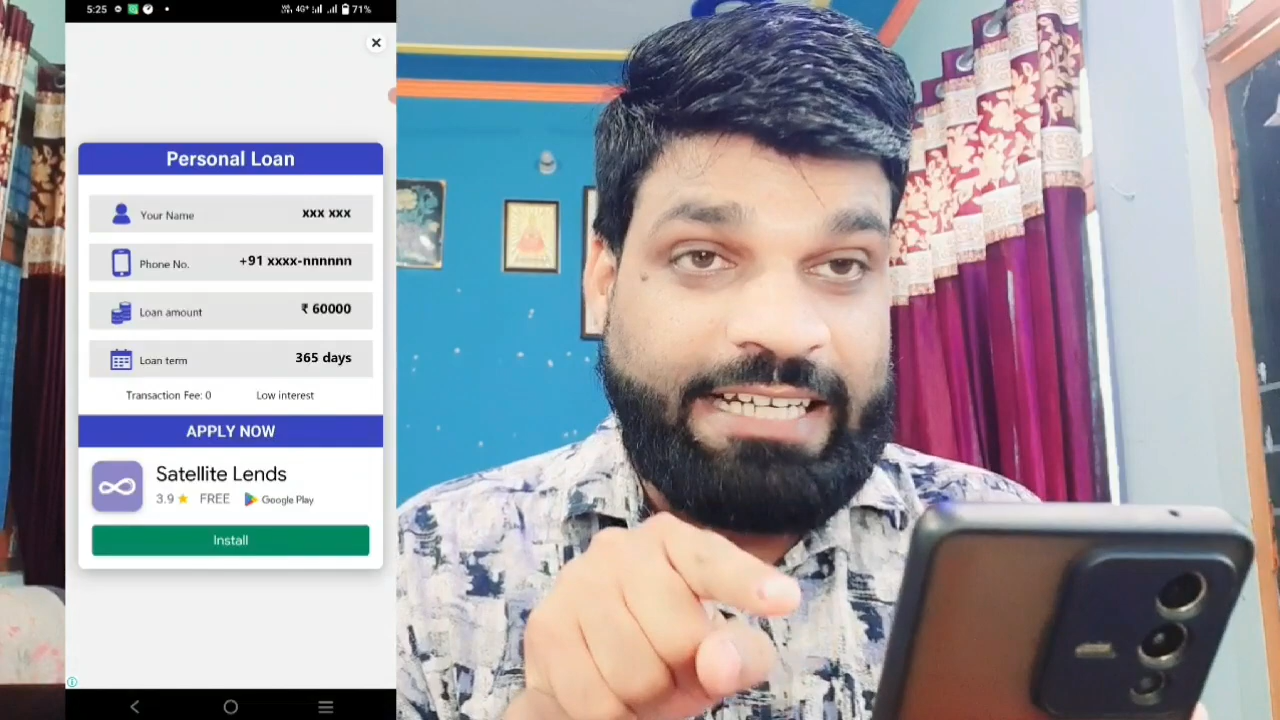 5:25
4G+ 71%
Personal Loan
Your Name xxx xxx
Phone No. +91 xxxx-nnnnnn
Loan amount ₹ 60000
Loan term 365 days
Transaction Fee: 0 Low interest
APPLY NOW
Satellite Lends
3.9 ★ FREE Google Play
Install